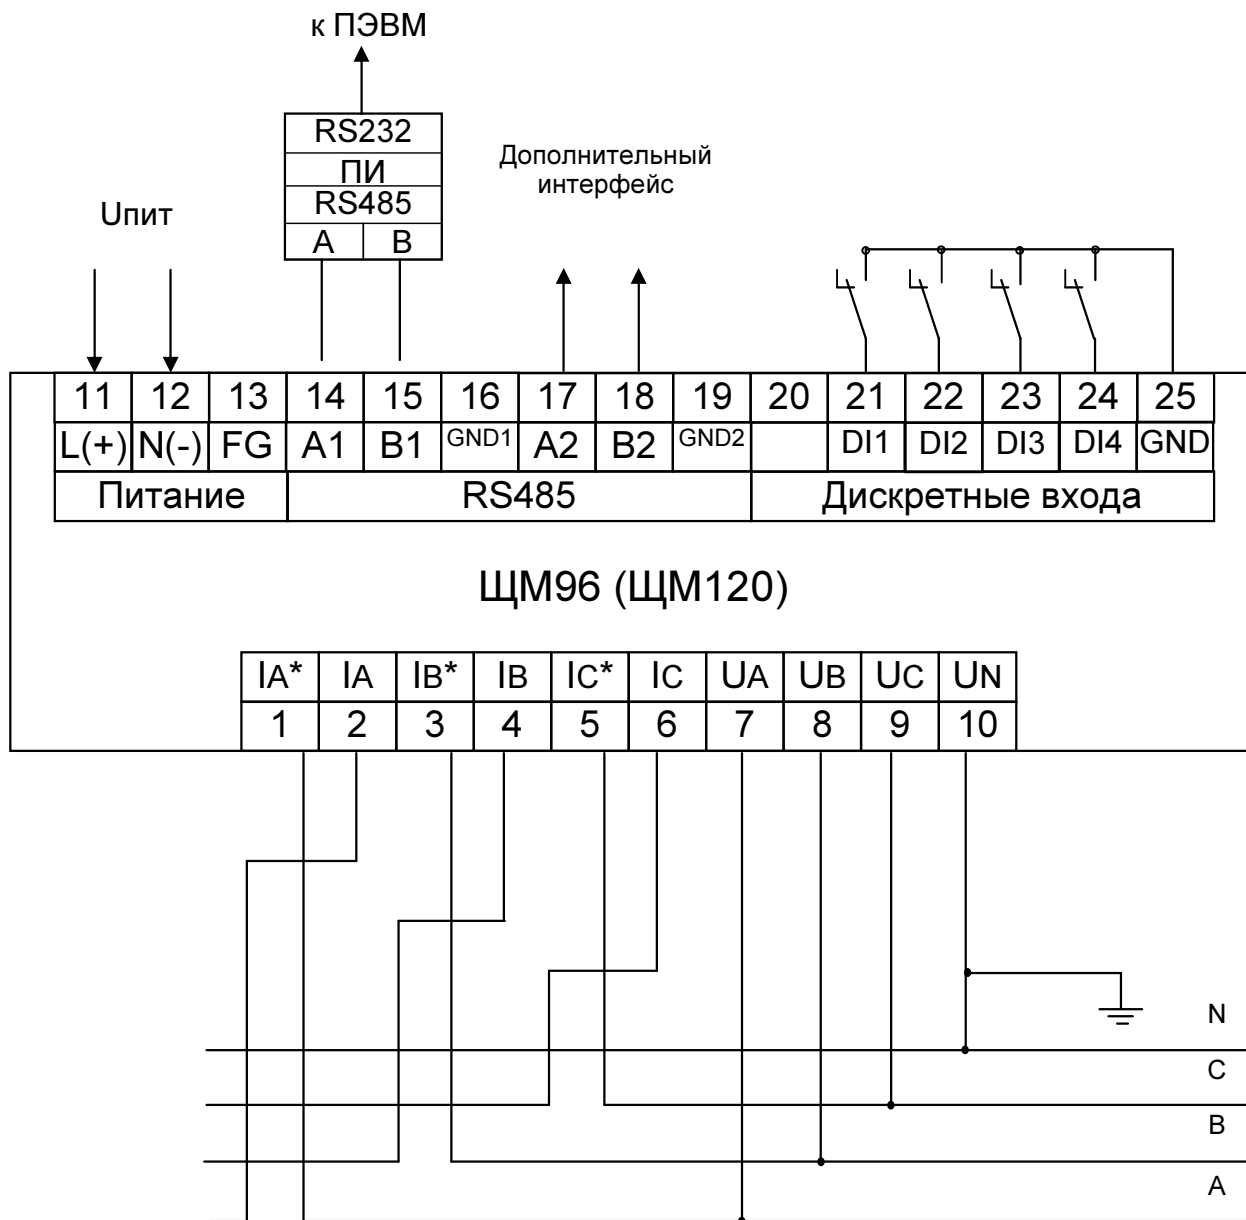 к ПЭВМ
RS232
ПИ
RS485
A B
Дополнительный
интерфейс
Uпит
11 12 13 14 15 16 17 18 19 20 21 22 23 24 25
L(+) N(-) FG A1 B1 GND1 A2 B2 GND2 DI1 DI2 DI3 DI4 GND
Питание RS485 Дискретные входа
ЩМ96 (ЩМ120)
IA* IA IB* IB IC* IC UA UB UC UN
1 2 3 4 5 6 7 8 9 10
N
C
B
A